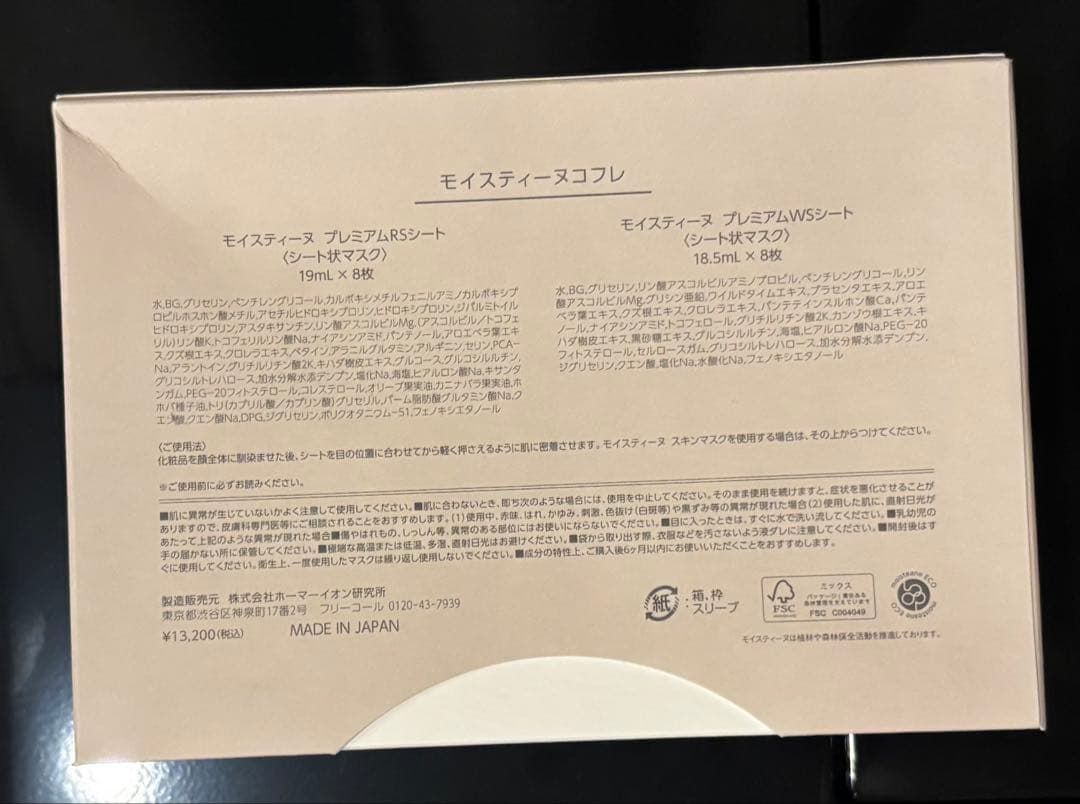 モイスティーヌコフレ
モイスティーヌ プレミアムRSシート
〈シート状マスク〉
19mL × 8枚
水,BG,グリセリン,ペンチレングリコール,カルボキシメチルフェニルアミノカルボキシプ
ロピルホスホン酸メチル,アセチルヒドロキシプロリン,ヒドロキシプロリン,ジパルミトイル
ヒドロキシプロリン,アスタキサンチン,リン酸アスコルビルMg,(アスコルビル/トコフェ
リル)リン酸K,トコフェリルリン酸Na,ナイアシンアミド,パンテノール,アロエベラ葉エキ
ス,クズ根エキス,クロレラエキス,ベタイン,アラニルグルタミン,アルギニン,セリン,PCA-
Na,アラントイン,グリチルリチン酸2K,キハダ樹皮エキス,グルコース,グルコシルルチン,
グリコシルトレハロース,加水分解水添デンプン,塩化Na,海塩,ヒアルロン酸Na,キサンタ
ンガム,PEG-20フィトステロール,コレステロール,オリーブ果実油,カニナバラ果実油,ホ
ホバ種子油,トリ(カプリル酸/カプリン酸)グリセリル,パーム脂肪酸グルタミン酸Na,ク
エン酸,クエン酸Na,DPG,ジグリセリン,ポリクオタニウム-51,フェノキシエタノール
モイスティーヌ プレミアムWSシート
〈シート状マスク〉
18.5mL × 8枚
水,BG,グリセリン,リン酸アスコルビルアミノプロピル,ペンチレングリコール,リン
酸アスコルビルMg,グリシン亜鉛,ワイルドタイムエキス,プラセンタエキス,アロエ
ベラ葉エキス,クズ根エキス,クロレラエキス,パンテテインスルホン酸Ca,パンテ
ノール,ナイアシンアミド,トコフェロール,グリチルリチン酸2K,カンゾウ根エキス,キ
ハダ樹皮エキス,黒砂糖エキス,グルコシルルチン,海塩,ヒアルロン酸Na,PEG-20
フィトステロール,セルロースガム,グリコシルトレハロース,加水分解水添デンプン,
ジグリセリン,クエン酸,塩化Na,水酸化Na,フェノキシエタノール
〈ご使用法〉
化粧品を顔全体に馴染ませた後、シートを目の位置に合わせてから軽く押さえるように肌に密着させます。モイスティーヌ スキンマスクを使用する場合は、その上からつけてください。
※ご使用前に必ずお読みください。
■肌に異常が生じていないかよく注意して使用してください。■肌に合わないとき、即ち次のような場合には、使用を中止してください。そのまま使用を続けますと、症状を悪化させることが
ありますので、皮膚科専門医等にご相談されることをおすすめします。(1)使用中、赤味、はれ、かゆみ、刺激、色抜け(白斑等)や黒ずみ等の異常が現れた場合(2)使用した肌に、直射日光が
あたって上記のような異常が現れた場合■傷やはれもの、しっしん等、異常のある部位にはお使いにならないでください。■目に入ったときは、すぐに水で洗い流してください。■乳幼児の
手の届かない所に保管してください。■極端な高温または低温、多湿、直射日光はお避けください。■袋から取り出す際、衣服などを汚さないよう液ダレに注意してください。■開封後はす
ぐに使用してください。衛生上、一度使用したマスクは繰り返し使用しないでください。■成分の特性上、ご購入後6ヶ月以内にお使いいただくことをおすすめします。
製造販売元 株式会社ホーマーイオン研究所
東京都渋谷区神泉町17番2号 フリーコール 0120-43-7939
¥13,200(税込) MADE IN JAPAN
紙
:箱、枠
スリーブ
FSC
ミックス
パッケージ|責任ある
森林管理を支えています
FSC C004049
moisteane ECO
moisteane ECO
モイスティーヌは植林や森林保全活動を推進しております。